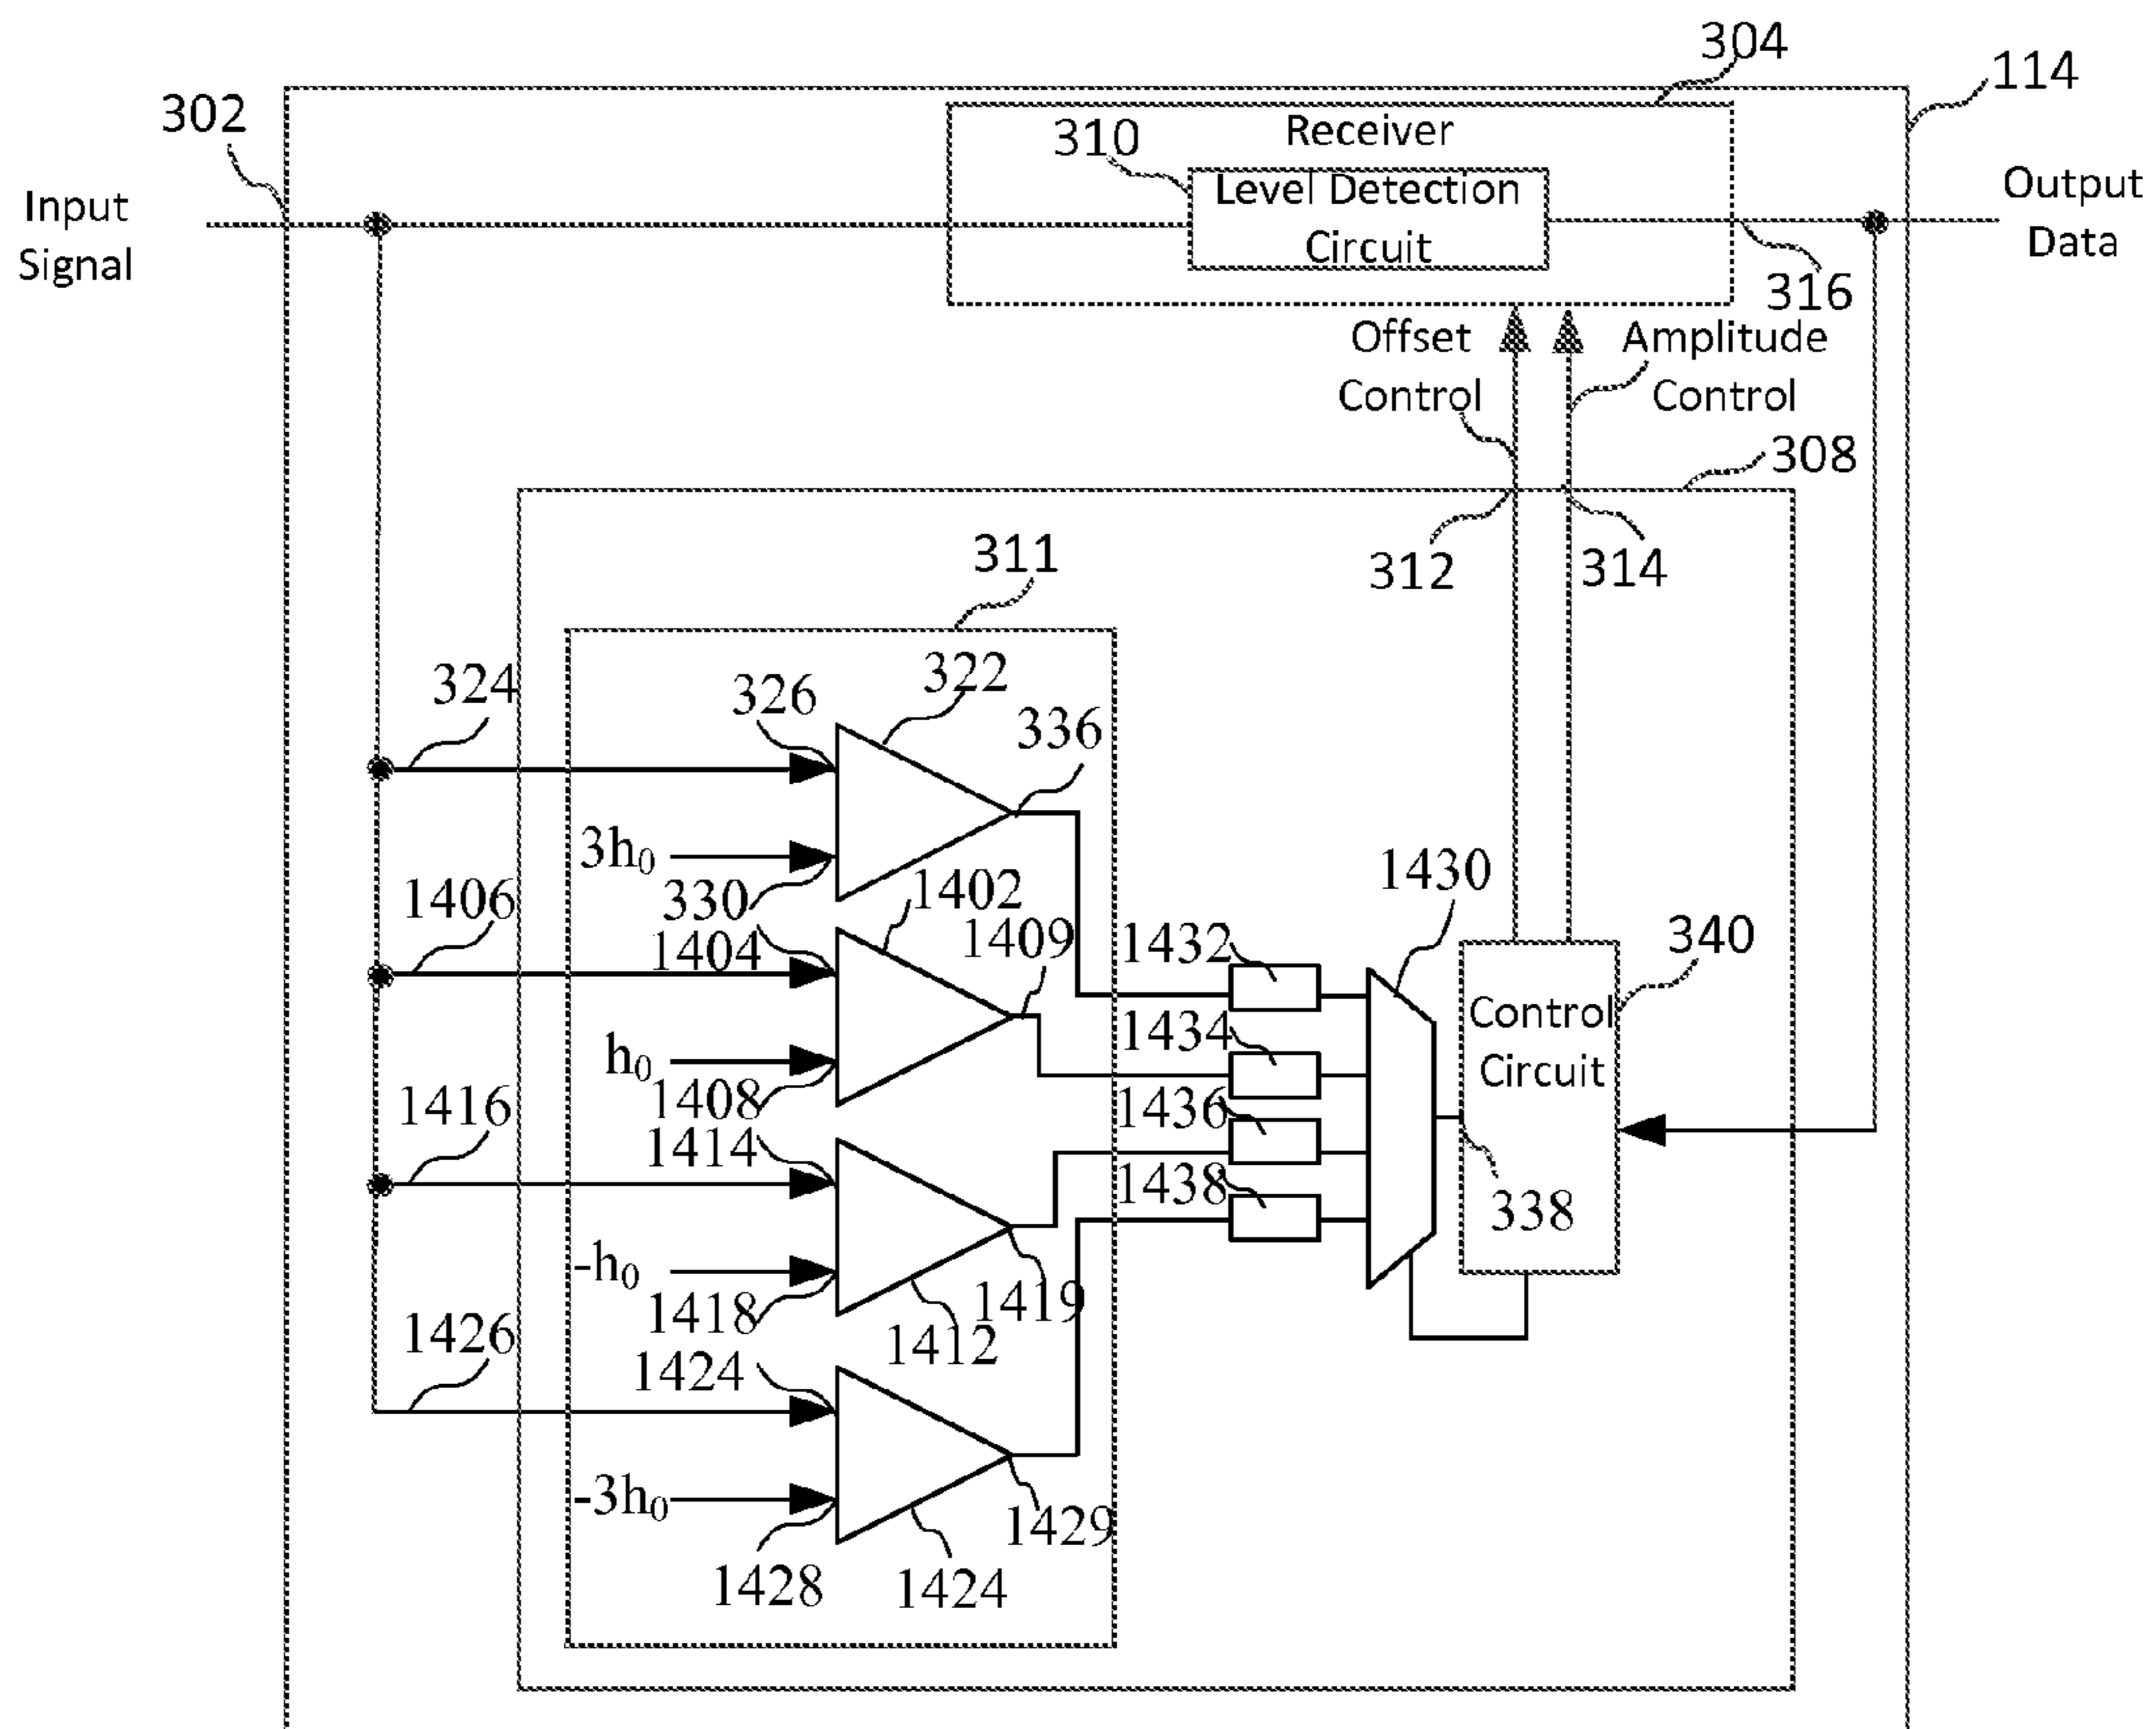 304
114
302
310
Receiver
Input
Signal
Level Detection
Circuit
Output
Data
316
Offset
Control
Amplitude
Control
308
312
314
311
324
326
322
336
3h₀
330
1402
1406
1404
1409
1432
1430
340
Control
Circuit
h₀
1408
1434
1416
1414
1436
1438
338
-h₀
1418
1419
1412
1426
1424
-3h₀
1429
1428
1424